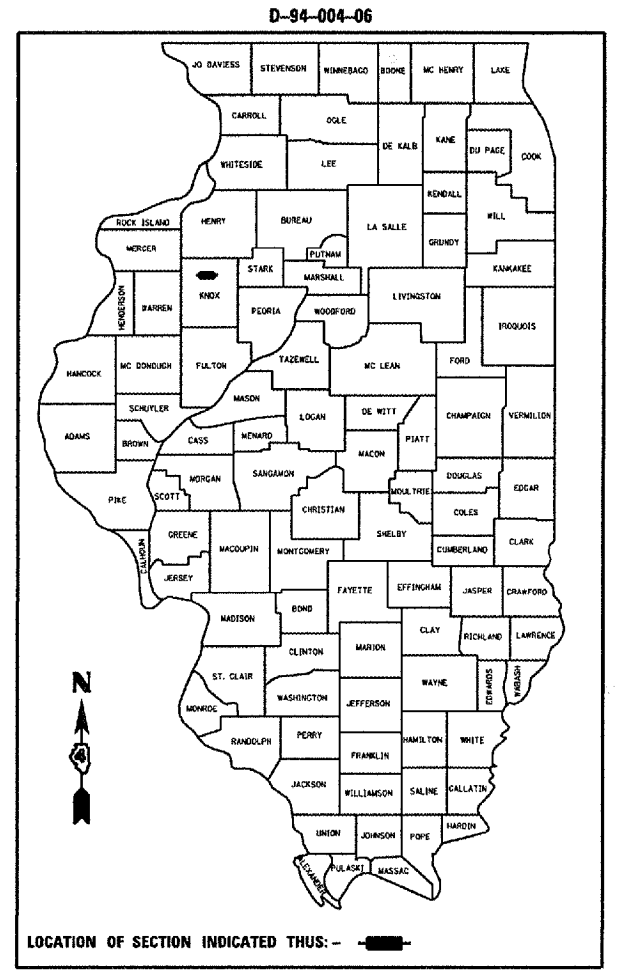 D-94-004-06
JO DAVIESS STEVENSON WINNEBAGO BOONE MC HENRY LAKE
CARROLL OGLE DE KALB KANE DU PAGE COOK
WHITESIDE LEE
KENDALL WILL
ROCK ISLAND HENRY BUREAU LA SALLE GRUNDY
MERCER PUTNAM
STARK MARSHALL KANKAKEE
HENDERSON WARREN KNOX PEORIA WOODFORD LIVINGSTON IROQUOIS
HANCOCK MC DONOUGH FULTON TAZEWELL MC LEAN FORD
MASON
SCHUYLER LOGAN DE WITT CHAMPAIGN VERMILION
ADAMS BROWN CASS MENARD MACON PIATT
PIKE SCOTT MORGAN SANGAMON MOULTRIE DOUGLAS EDGAR
CHRISTIAN COLES
CALHOUN GREENE MACOUPIN MONTGOMERY SHELBY CUMBERLAND CLARK
JERSEY FAYETTE EFFINGHAM JASPER CRAWFORD
MADISON BOND
CLINTON MARION CLAY RICHLAND LAWRENCE
ST. CLAIR WAYNE EDWARDS WABASH
N
MONROE WASHINGTON JEFFERSON
RANDOLPH PERRY HAMILTON WHITE
4
FRANKLIN
JACKSON WILLIAMSON SALINE GALLATIN
UNION JOHNSON POPE HARDIN
ALEXANDER PULASKI MASSAC
LOCATION OF SECTION INDICATED THUS:-